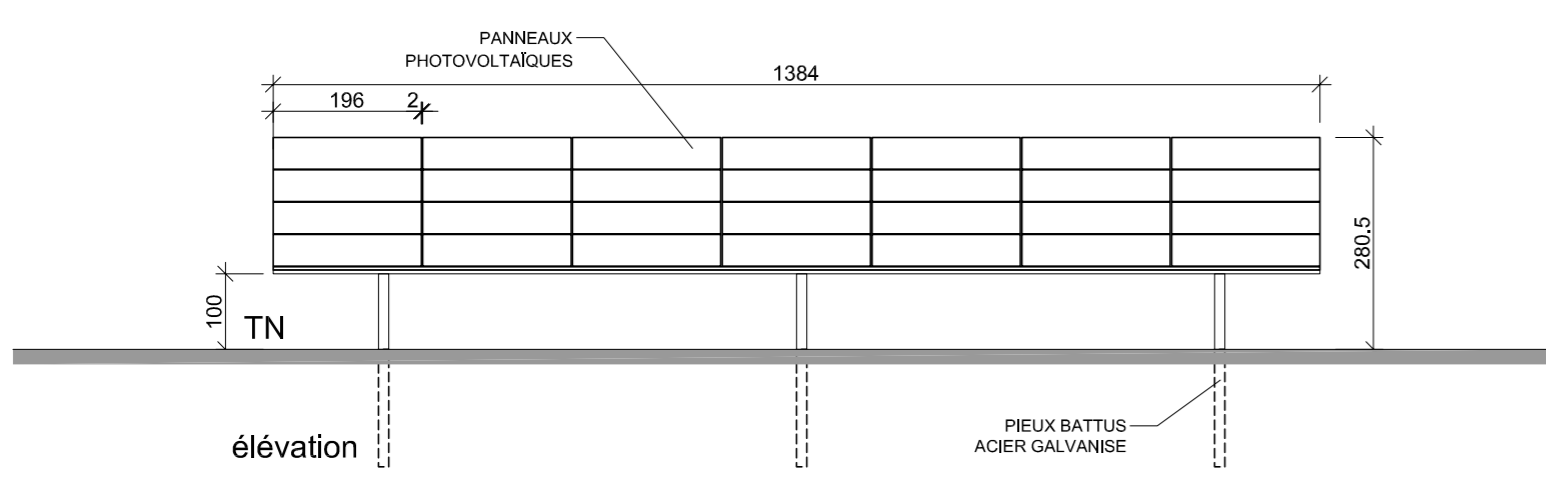 PANNEAUX
PHOTOVOLTAÏQUES
1384
196
2
280.5
100
TN
PIEUX BATTUS
ACIER GALVANISE
élévation